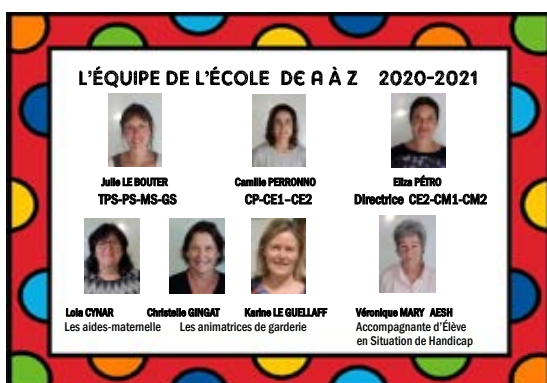 L'ÉQUIPE DE L'ÉCOLE DE A À Z 2020-2021
Julie LE BOUTER Camille PERRONNO Eliza PÉTRO
TPS-PS-MS-GS CP-CE1-CE2 Directrice CE2-CM1-CM2
Lola CYNAR Christelle GINGAT Karine LE GUELLAFF Véronique MARY AESH
Les aides-maternelle Les animatrices de garderie Accompagnante d'Élève
en Situation de Handicap